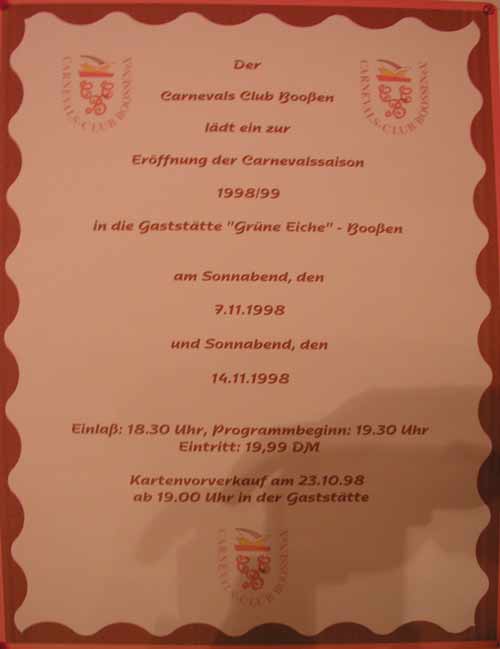 Der
Carnevals Club Booßen
lädt ein zur
Eröffnung der Carnevalssaison
1998/99
in die Gaststätte "Grüne Eiche" - Booßen
am Sonnabend, den
7.11.1998
und Sonnabend, den
14.11.1998
Einlaß: 18.30 Uhr, Programmbeginn: 19.30 Uhr
Eintritt: 19,99 DM
Kartenvorverkauf am 23.10.98
ab 19.00 Uhr in der Gaststätte
CARNEVALS-CLUB BOOSSEN e.V.
CARNEVALS-CLUB BOOSSEN e.V.
CARNEVALS-CLUB BOOSSEN e.V.